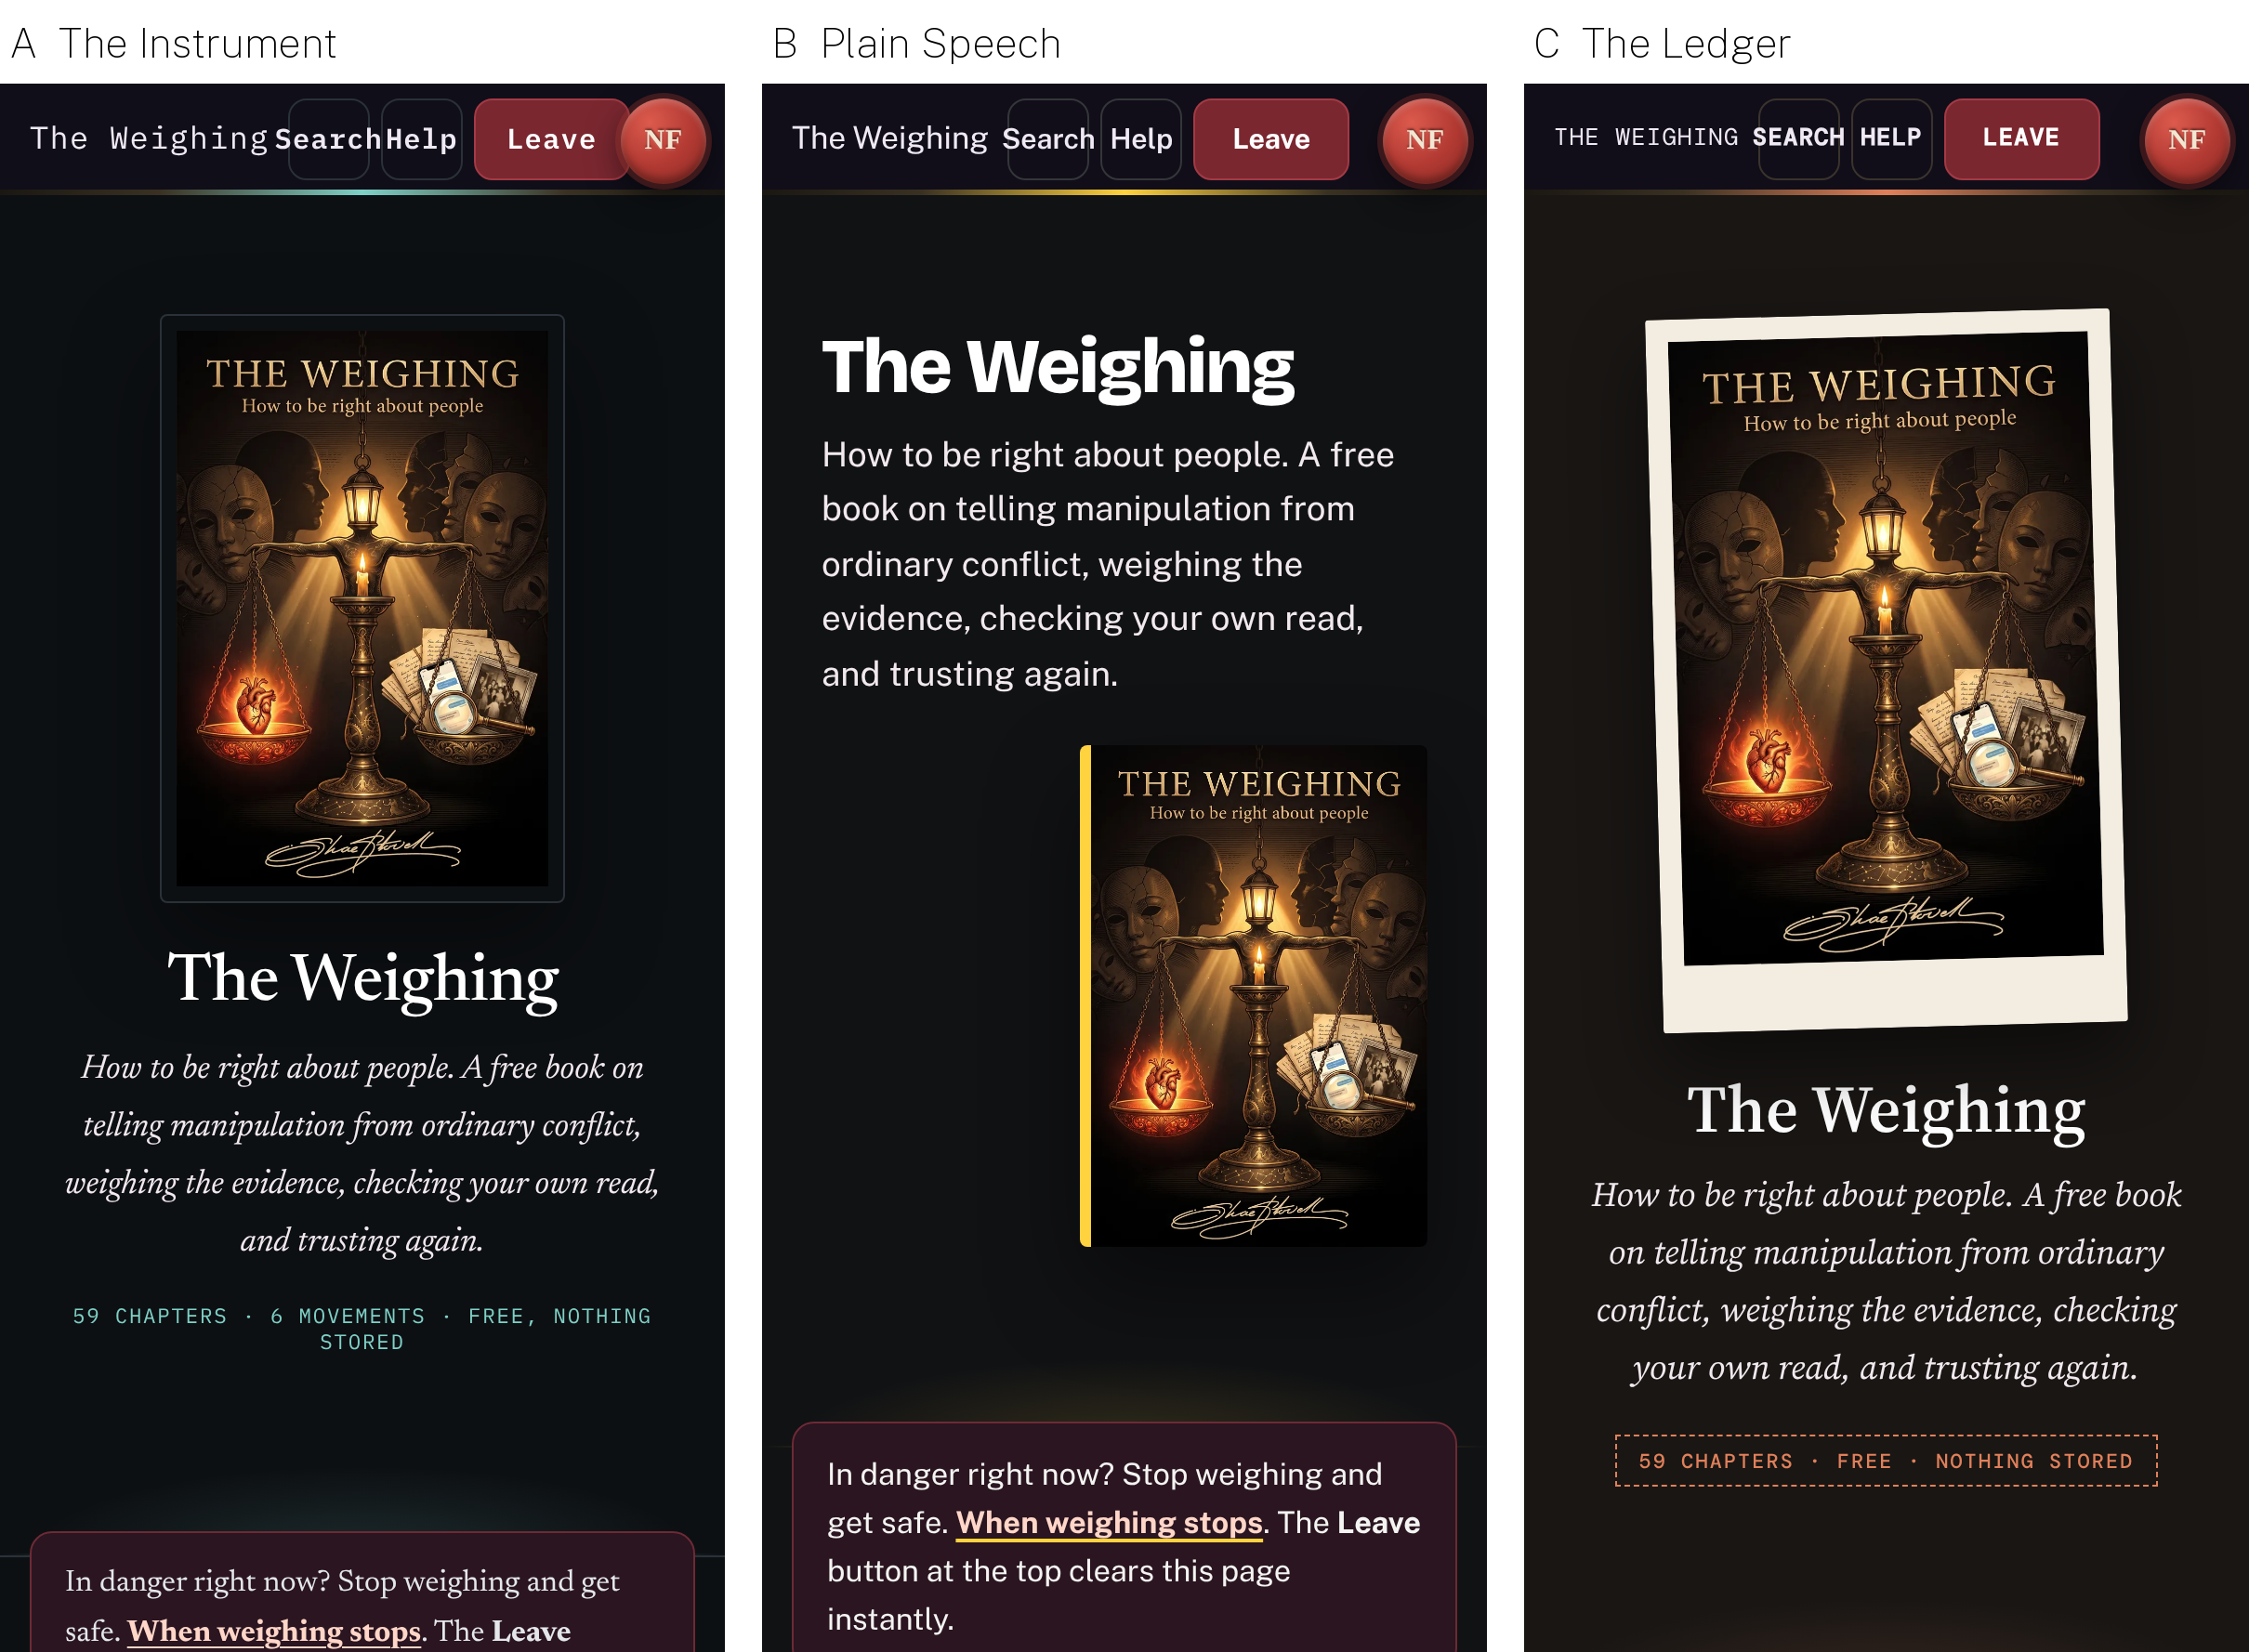 A The Instrument
The Weighing Search Help Leave NF
THE WEIGHING
How to be right about people
The Weighing
How to be right about people. A free book on
telling manipulation from ordinary conflict,
weighing the evidence, checking your own read,
and trusting again.
59 CHAPTERS · 6 MOVEMENTS · FREE, NOTHING
STORED
In danger right now? Stop weighing and get
safe. When weighing stops. The Leave
B Plain Speech
The Weighing Search Help Leave NF
The Weighing
How to be right about people. A free
book on telling manipulation from
ordinary conflict, weighing the
evidence, checking your own read,
and trusting again.
THE WEIGHING
How to be right about people
In danger right now? Stop weighing and
get safe. When weighing stops. The Leave
button at the top clears this page
instantly.
C The Ledger
THE WEIGHING SEARCH HELP LEAVE NF
THE WEIGHING
How to be right about people
The Weighing
How to be right about people. A free book
on telling manipulation from ordinary
conflict, weighing the evidence, checking
your own read, and trusting again.
59 CHAPTERS · FREE · NOTHING STORED